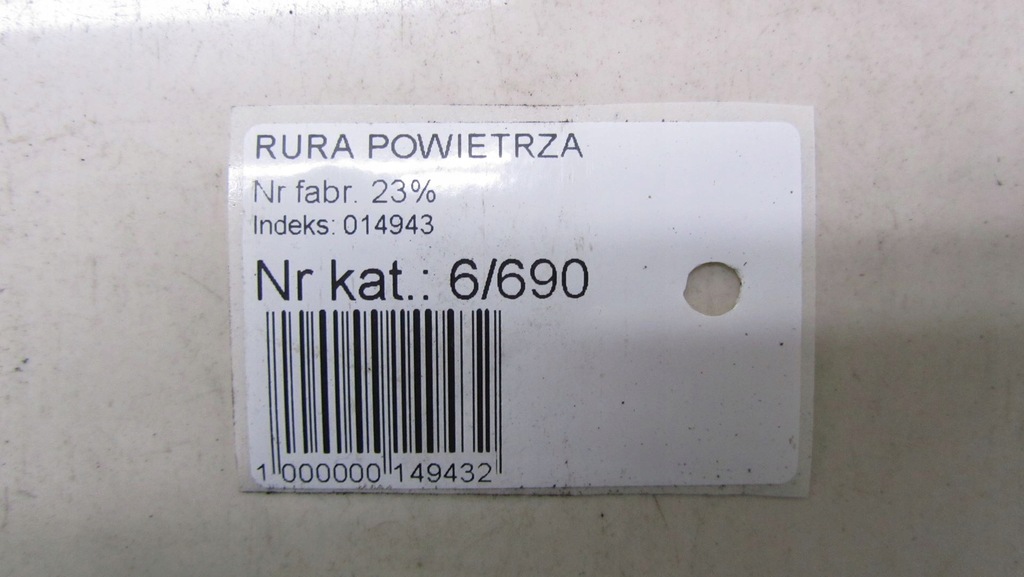 RURA POWIETRZA
Nr fabr. 23%
Indeks: 014943
Nr kat.: 6/690
1 000000 149432